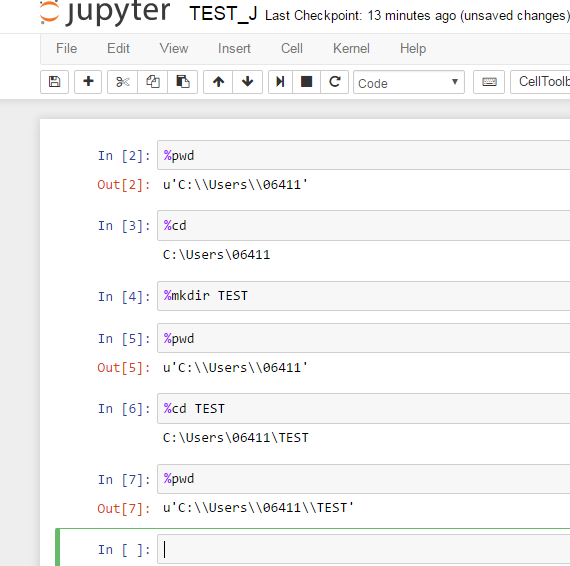 jupyter TEST_J Last Checkpoint: 13 minutes ago (unsaved changes)
File Edit View Insert Cell Kernel Help
Code CellToolb
In [2]: %pwd
Out[2]: u'C:\\Users\\06411'
In [3]: %cd
C:\Users\06411
In [4]: %mkdir TEST
In [5]: %pwd
Out[5]: u'C:\\Users\\06411'
In [6]: %cd TEST
C:\Users\06411\TEST
In [7]: %pwd
Out[7]: u'C:\\Users\\06411\\TEST'
In [ ]: